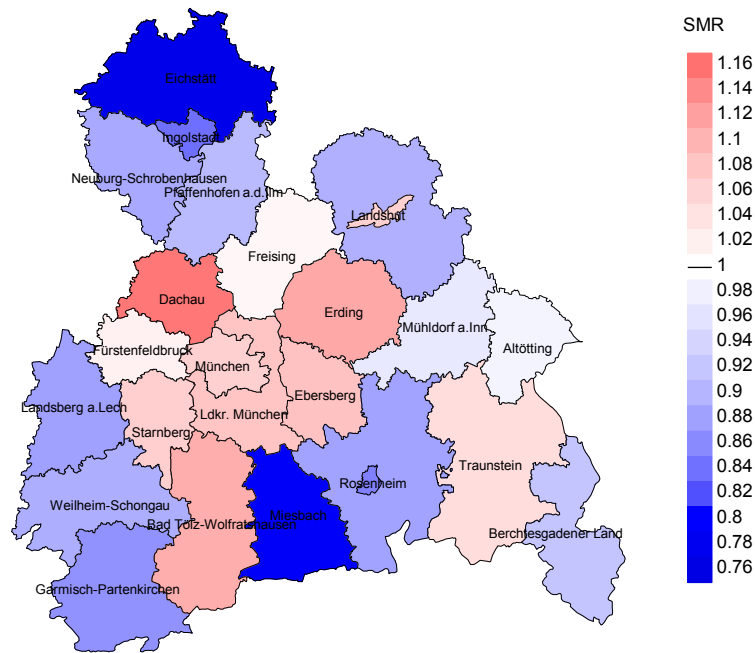 SMR
Eichstätt
Ingolstadt
Neuburg-Schrobenhausen
Pfaffenhofen a.d.Ilm
Landshut
Freising
Dachau
Erding
Mühldorf a.Inn
Altötting
Fürstenfeldbruck
München
Ebersberg
Landsberg a.Lech
Ldkr. München
Starnberg
Traunstein
Rosenheim
Weilheim-Schongau
Bad Tölz-Wolfratshausen
Miesbach
Berchtesgadener Land
Garmisch-Partenkirchen
1.16
1.14
1.12
1.1
1.08
1.06
1.04
1.02
1
0.98
0.96
0.94
0.92
0.9
0.88
0.86
0.84
0.82
0.8
0.78
0.76